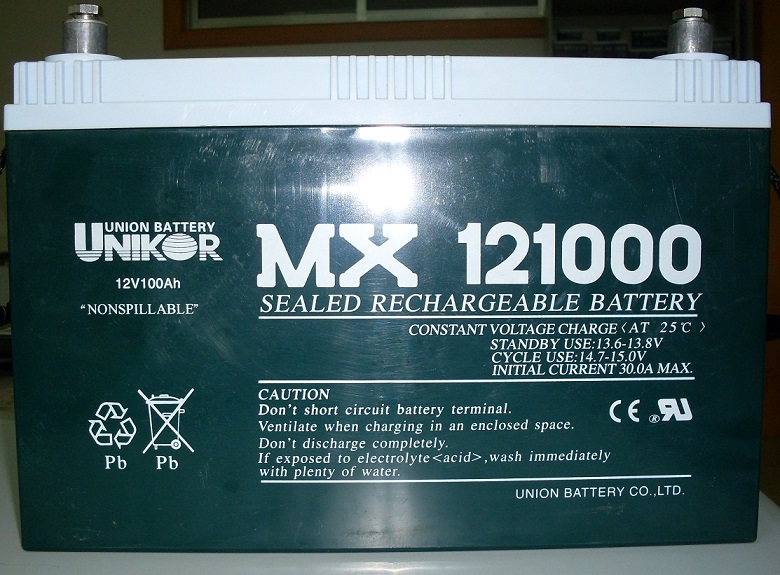 UNION BATTERY
UNIKOR
12V100Ah
"NONSPILLABLE"
MX 121000
SEALED RECHARGEABLE BATTERY
CONSTANT VOLTAGE CHARGE〈AT 25℃〉
STANDBY USE:13.6-13.8V
CYCLE USE:14.7-15.0V
INITIAL CURRENT 30.0A MAX.
Pb
Pb
CAUTION
Don't short circuit battery terminal.
Ventilate when charging in an enclosed space.
Don't discharge completely.
If exposed to electrolyte<acid>,wash immediately
with plenty of water.
CE ®RU
UNION BATTERY CO.,LTD.